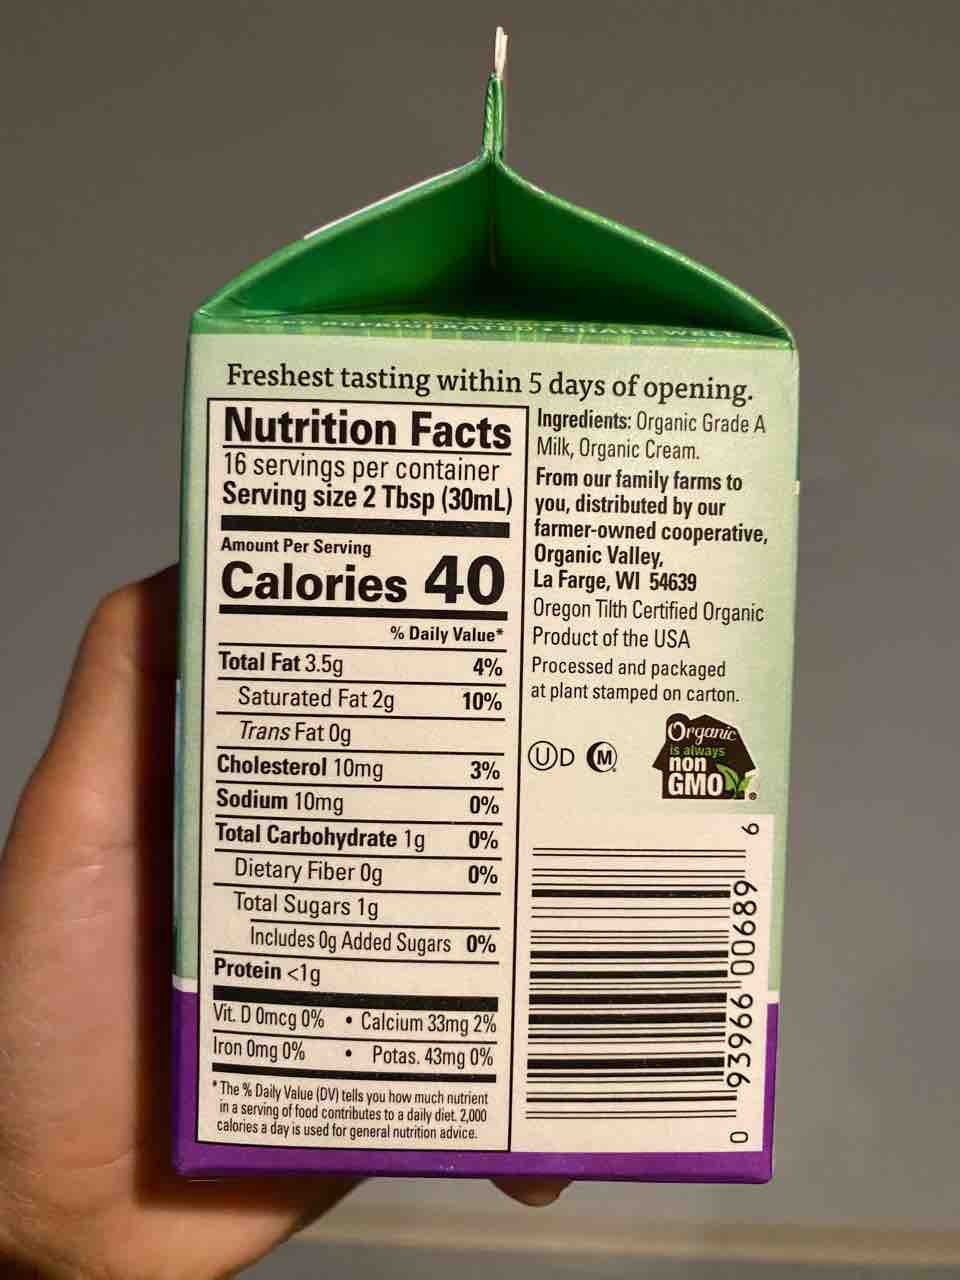 REFRIGERATED • SHAKE WELL
Freshest tasting within 5 days of opening.
Nutrition Facts
16 servings per container
Serving size 2 Tbsp (30mL)
Amount Per Serving
Calories 40
% Daily Value*
Total Fat 3.5g 4%
Saturated Fat 2g 10%
Trans Fat 0g
Cholesterol 10mg 3%
Sodium 10mg 0%
Total Carbohydrate 1g 0%
Dietary Fiber 0g 0%
Total Sugars 1g
Includes 0g Added Sugars 0%
Protein <1g
Vit. D 0mcg 0% • Calcium 33mg 2%
Iron 0mg 0% • Potas. 43mg 0%
* The % Daily Value (DV) tells you how much nutrient
in a serving of food contributes to a daily diet. 2,000
calories a day is used for general nutrition advice.
Ingredients: Organic Grade A
Milk, Organic Cream.
From our family farms to
you, distributed by our
farmer-owned cooperative,
Organic Valley,
La Farge, WI 54639
Oregon Tilth Certified Organic
Product of the USA
Processed and packaged
at plant stamped on carton.
UD M
Organic
is always
non
GMO
®
0 93966 00689 6